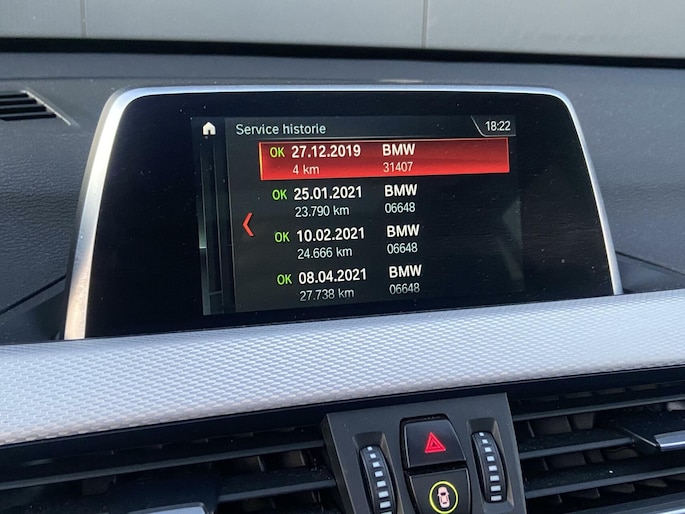 Service historie 18:22
OK 27.12.2019 BMW
4 km 31407
OK 25.01.2021 BMW
23.790 km 06648
OK 10.02.2021 BMW
24.666 km 06648
OK 08.04.2021 BMW
27.738 km 06648